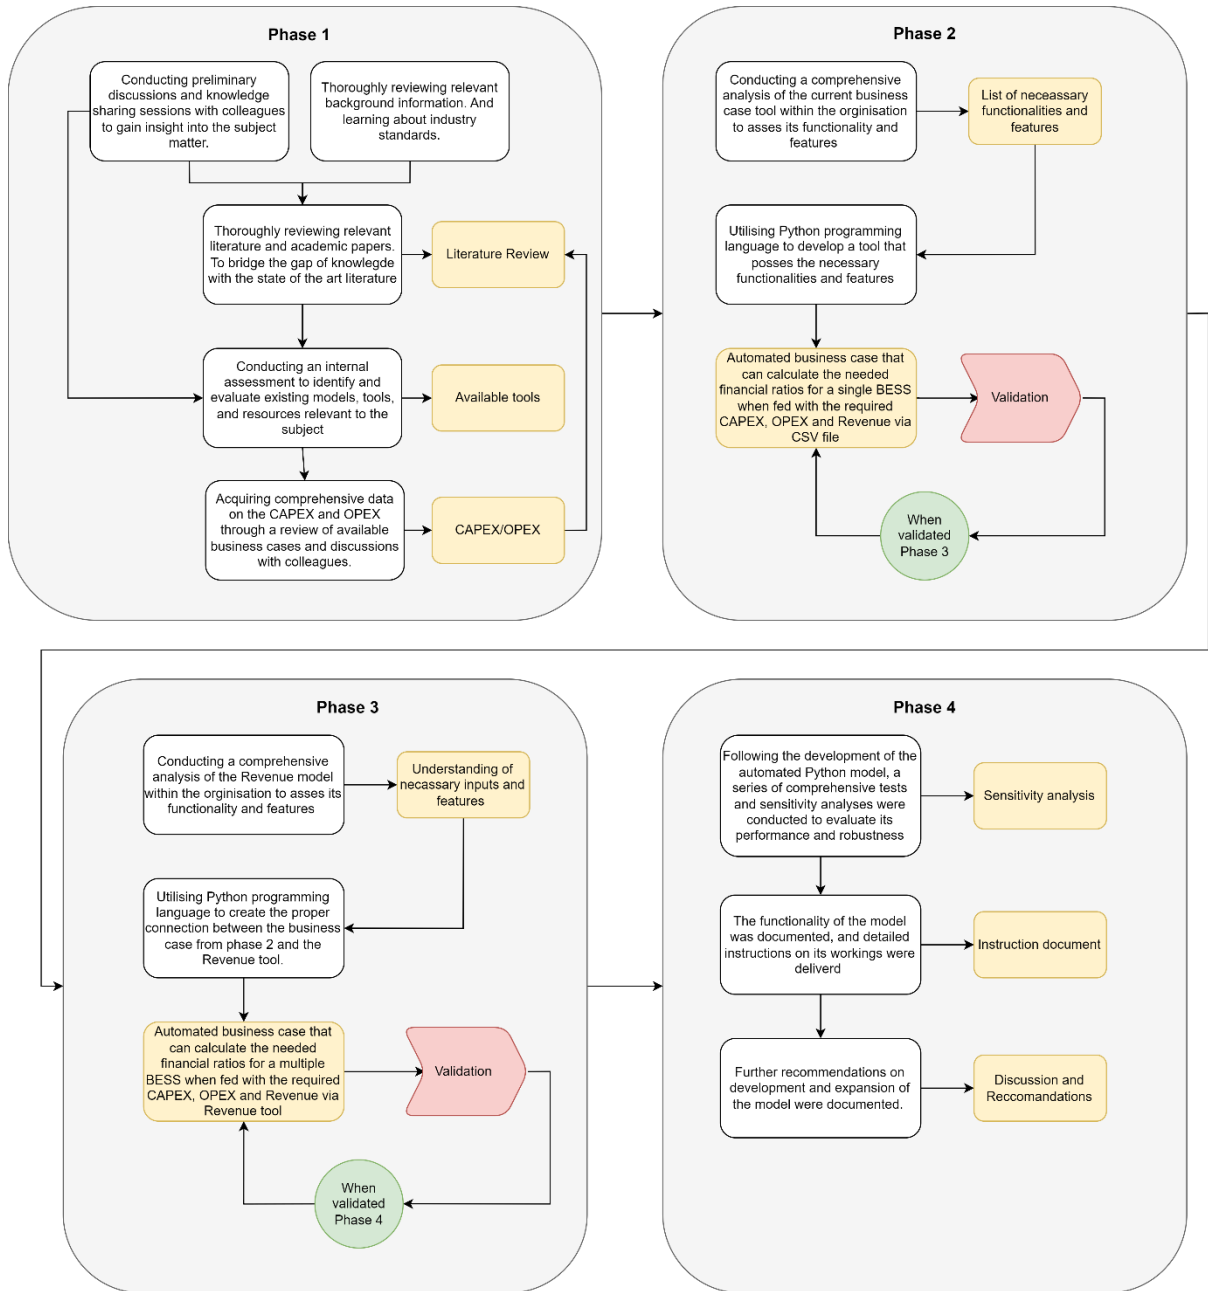 Phase 1
Conducting preliminary
discussions and knowledge
sharing sessions with colleagues
to gain insight into the subject
matter.
Thoroughly reviewing relevant
background information. And
learning about industry
standards.
Thoroughly reviewing relevant
literature and academic papers.
To bridge the gap of knowlegde
with the state of the art literature
Literature Review
Conducting an internal
assessment to identify and
evaluate existing models, tools,
and resources relevant to the
subject
Available tools
Acquiring comprehensive data
on the CAPEX and OPEX
through a review of available
business cases and discussions
with colleagues.
CAPEX/OPEX
Phase 2
Conducting a comprehensive
analysis of the current business
case tool within the orginisation
to asses its functionality and
features
List of neceassary
functionalities and
features
Utilising Python programming
language to develop a tool that
posses the necessary
functionalities and features
Automated business case that
can calculate the needed
financial ratios for a single BESS
when fed with the required
CAPEX, OPEX and Revenue via
CSV file
Validation
When
validated
Phase 3
Phase 3
Conducting a comprehensive
analysis of the Revenue model
within the orginisation to asses its
functionality and features
Understanding of
necassary inputs and
features
Utilising Python programming
language to create the proper
connection between the business
case from phase 2 and the
Revenue tool.
Automated business case that
can calculate the needed
financial ratios for a multiple
BESS when fed with the required
CAPEX, OPEX and Revenue via
Revenue tool
Validation
When
validated
Phase 4
Phase 4
Following the development of the
automated Python model, a
series of comprehensive tests
and sensitivity analyses were
conducted to evaluate its
performance and robustness
Sensitivity analysis
The functionality of the model
was documented, and detailed
instructions on its workings were
deliverd
Instruction document
Further recommendations on
development and expansion of
the model were documented.
Discussion and
Reccomandations